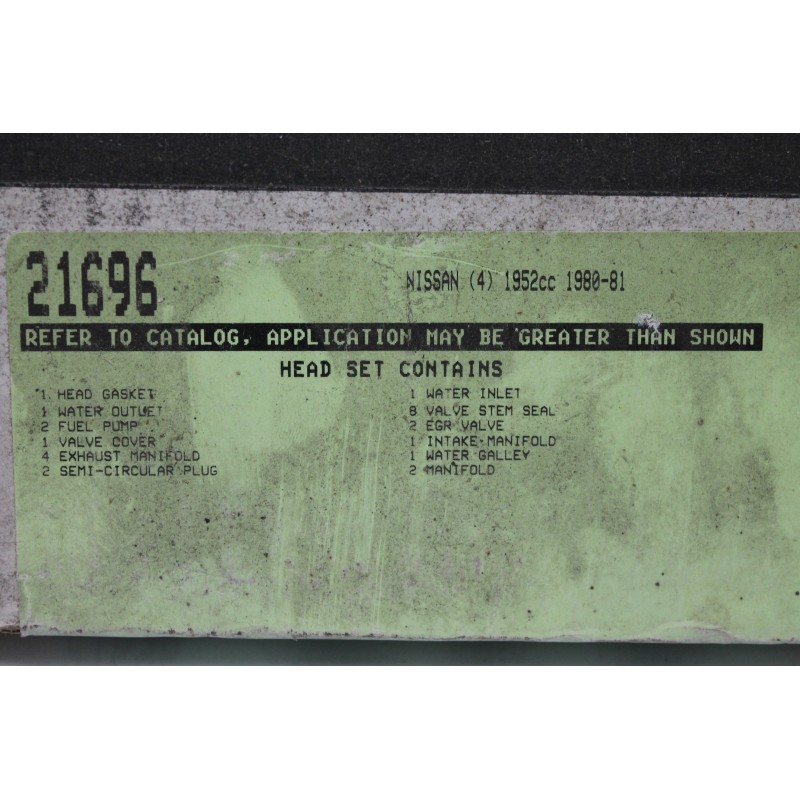 21696
NISSAN (4) 1952cc 1980-81
REFER TO CATALOG, APPLICATION MAY BE GREATER THAN SHOWN
HEAD SET CONTAINS
1 HEAD GASKET
1 WATER OUTLET
2 FUEL PUMP
1 VALVE COVER
4 EXHAUST MANIFOLD
2 SEMI-CIRCULAR PLUG
1 WATER INLET
8 VALVE STEM SEAL
2 EGR VALVE
1 INTAKE MANIFOLD
1 WATER GALLEY
2 MANIFOLD